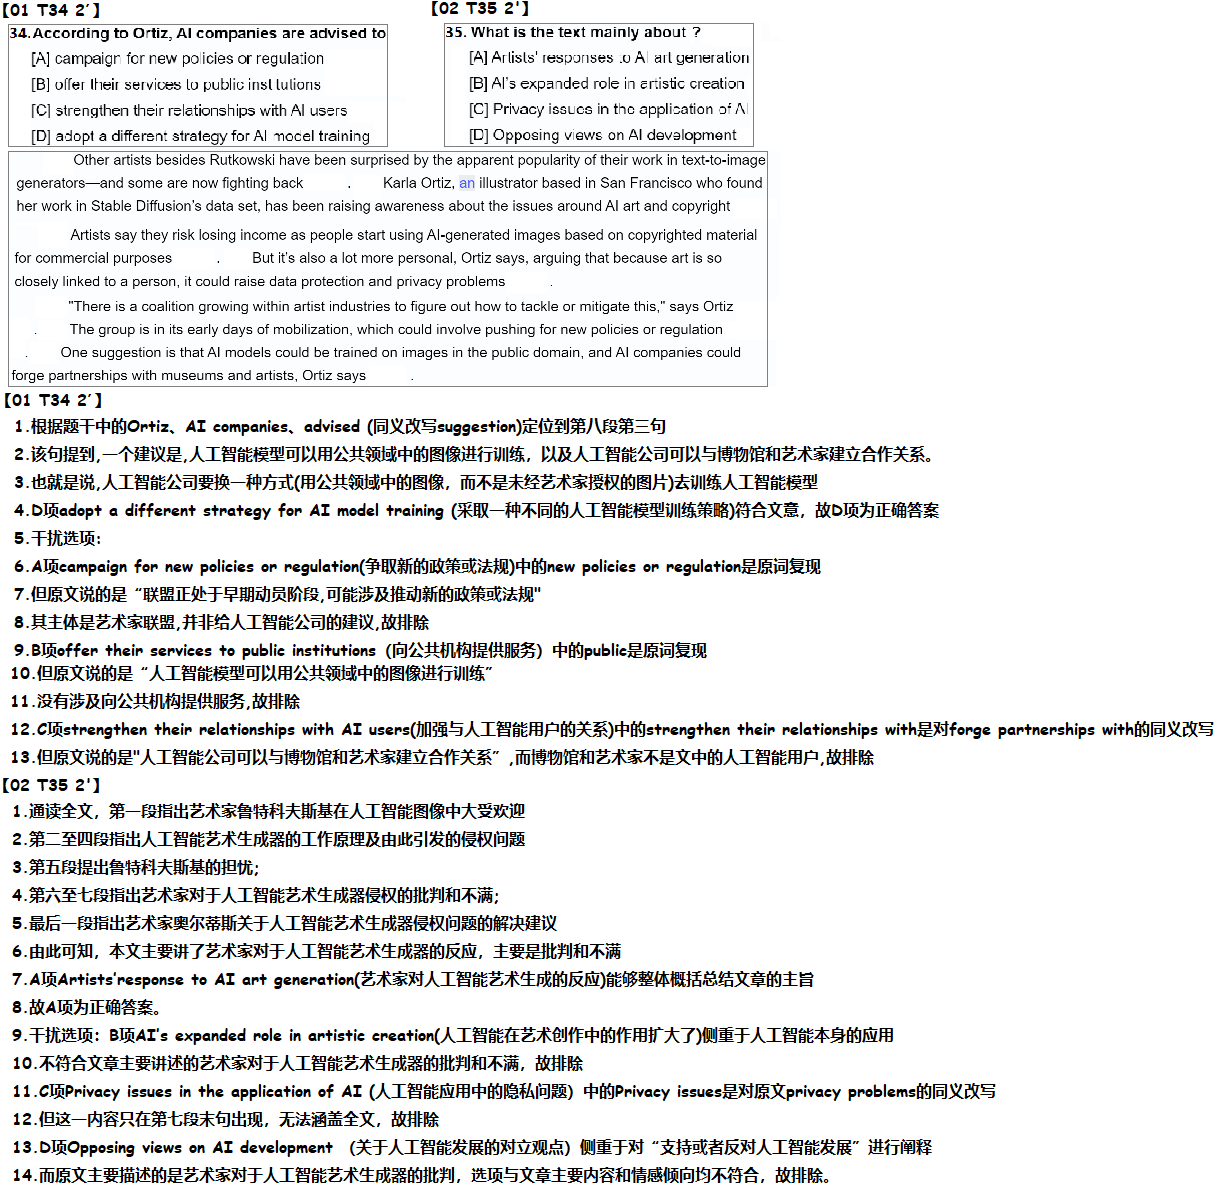 【01 T34 2′】
【02 T35 2'】
34.According to Ortiz, AI companies are advised to
[A] campaign for new policies or regulation
[B] offer their services to public institutions
[C] strengthen their relationships with AI users
[D] adopt a different strategy for AI model training
35. What is the text mainly about ?
[A] Artists' responses to AI art generation
[B] AI's expanded role in artistic creation
[C] Privacy issues in the application of AI
[D] Opposing views on AI development
Other artists besides Rutkowski have been surprised by the apparent popularity of their work in text-to-image
generators—and some are now fighting back . Karla Ortiz, an illustrator based in San Francisco who found
her work in Stable Diffusion's data set, has been raising awareness about the issues around AI art and copyright
Artists say they risk losing income as people start using AI-generated images based on copyrighted material
for commercial purposes . But it's also a lot more personal, Ortiz says, arguing that because art is so
closely linked to a person, it could raise data protection and privacy problems .
"There is a coalition growing within artist industries to figure out how to tackle or mitigate this," says Ortiz
. The group is in its early days of mobilization, which could involve pushing for new policies or regulation
. One suggestion is that AI models could be trained on images in the public domain, and AI companies could
forge partnerships with museums and artists, Ortiz says .
【01 T34 2′】
1.根据题干中的Ortiz、AI companies、advised (同义改写suggestion)定位到第八段第三句
2.该句提到,一个建议是,人工智能模型可以用公共领域中的图像进行训练，以及人工智能公司可以与博物馆和艺术家建立合作关系。
3.也就是说,人工智能公司要换一种方式(用公共领域中的图像，而不是未经艺术家授权的图片)去训练人工智能模型
4.D项adopt a different strategy for AI model training (采取一种不同的人工智能模型训练策略)符合文意，故D项为正确答案
5.干扰选项:
6.A项campaign for new policies or regulation(争取新的政策或法规)中的new policies or regulation是原词复现
7.但原文说的是“联盟正处于早期动员阶段,可能涉及推动新的政策或法规"
8.其主体是艺术家联盟,并非给人工智能公司的建议,故排除
9.B项offer their services to public institutions（向公共机构提供服务）中的public是原词复现
10.但原文说的是“人工智能模型可以用公共领域中的图像进行训练”
11.没有涉及向公共机构提供服务,故排除
12.C项strengthen their relationships with AI users(加强与人工智能用户的关系)中的strengthen their relationships with是对forge partnerships with的同义改写
13.但原文说的是"人工智能公司可以与博物馆和艺术家建立合作关系”,而博物馆和艺术家不是文中的人工智能用户,故排除
【02 T35 2'】
1.通读全文，第一段指出艺术家鲁特科夫斯基在人工智能图像中大受欢迎
2.第二至四段指出人工智能艺术生成器的工作原理及由此引发的侵权问题
3.第五段提出鲁特科夫斯基的担忧;
4.第六至七段指出艺术家对于人工智能艺术生成器侵权的批判和不满;
5.最后一段指出艺术家奥尔蒂斯关于人工智能艺术生成器侵权问题的解决建议
6.由此可知，本文主要讲了艺术家对于人工智能艺术生成器的反应，主要是批判和不满
7.A项Artists'response to AI art generation(艺术家对人工智能艺术生成的反应)能够整体概括总结文章的主旨
8.故A项为正确答案。
9.干扰选项：B项AI's expanded role in artistic creation(人工智能在艺术创作中的作用扩大了)侧重于人工智能本身的应用
10.不符合文章主要讲述的艺术家对于人工智能艺术生成器的批判和不满，故排除
11.C项Privacy issues in the application of AI (人工智能应用中的隐私问题）中的Privacy issues是对原文privacy problems的同义改写
12.但这一内容只在第七段末句出现，无法涵盖全文，故排除
13.D项Opposing views on AI development （关于人工智能发展的对立观点）侧重于对“支持或者反对人工智能发展”进行阐释
14.而原文主要描述的是艺术家对于人工智能艺术生成器的批判，选项与文章主要内容和情感倾向均不符合，故排除。